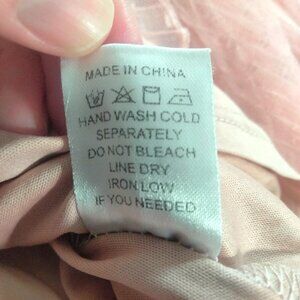 MADE IN CHINA
HAND WASH COLD
SEPARATELY
DO NOT BLEACH
LINE DRY
IRON LOW
IF YOU NEEDED